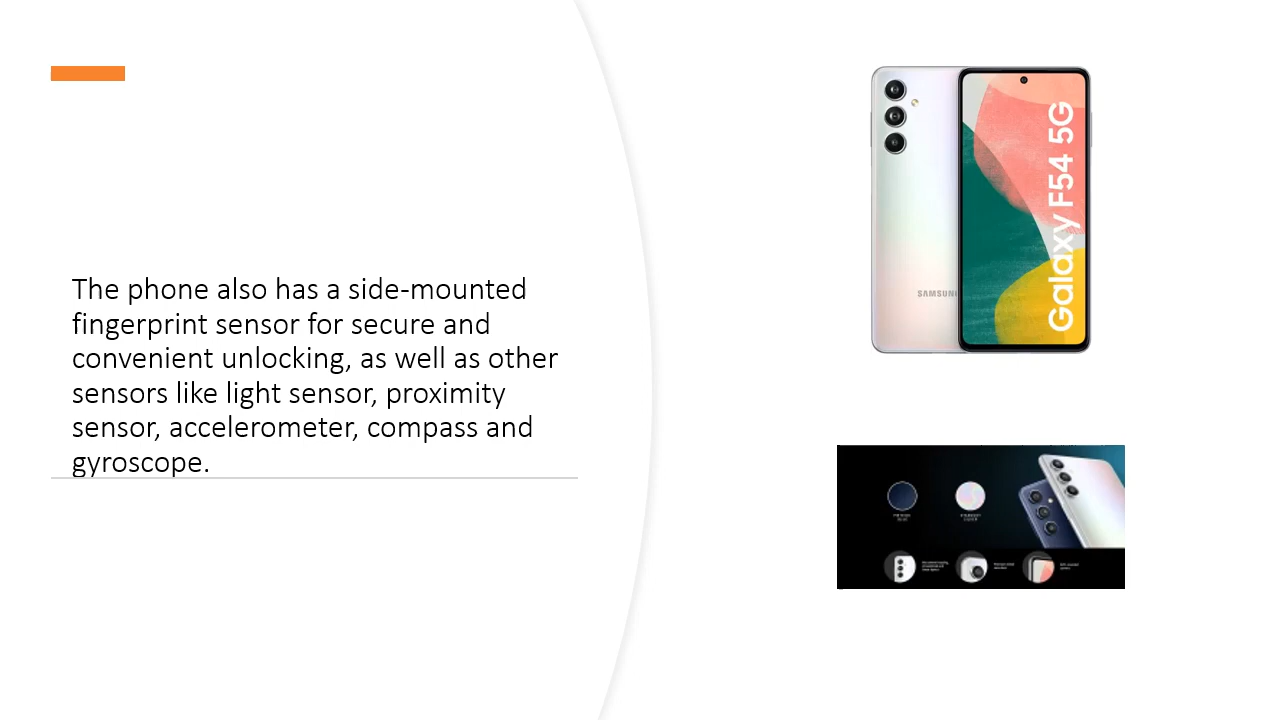 The phone also has a side-mounted
fingerprint sensor for secure and
convenient unlocking, as well as other
sensors like light sensor, proximity
sensor, accelerometer, compass and
gyroscope.
Galaxy F54 5G